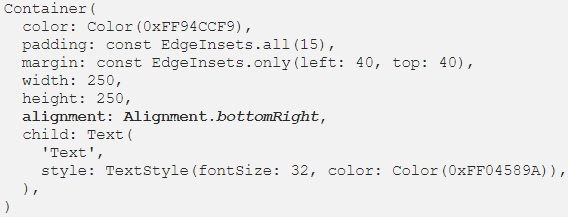 Container(
  color: Color(0xFF94CCF9),
  padding: const EdgeInsets.all(15),
  margin: const EdgeInsets.only(left: 40, top: 40),
  width: 250,
  height: 250,
  alignment: Alignment.bottomRight,
  child: Text(
    'Text',
    style: TextStyle(fontSize: 32, color: Color(0xFF04589A)),
  ),
)